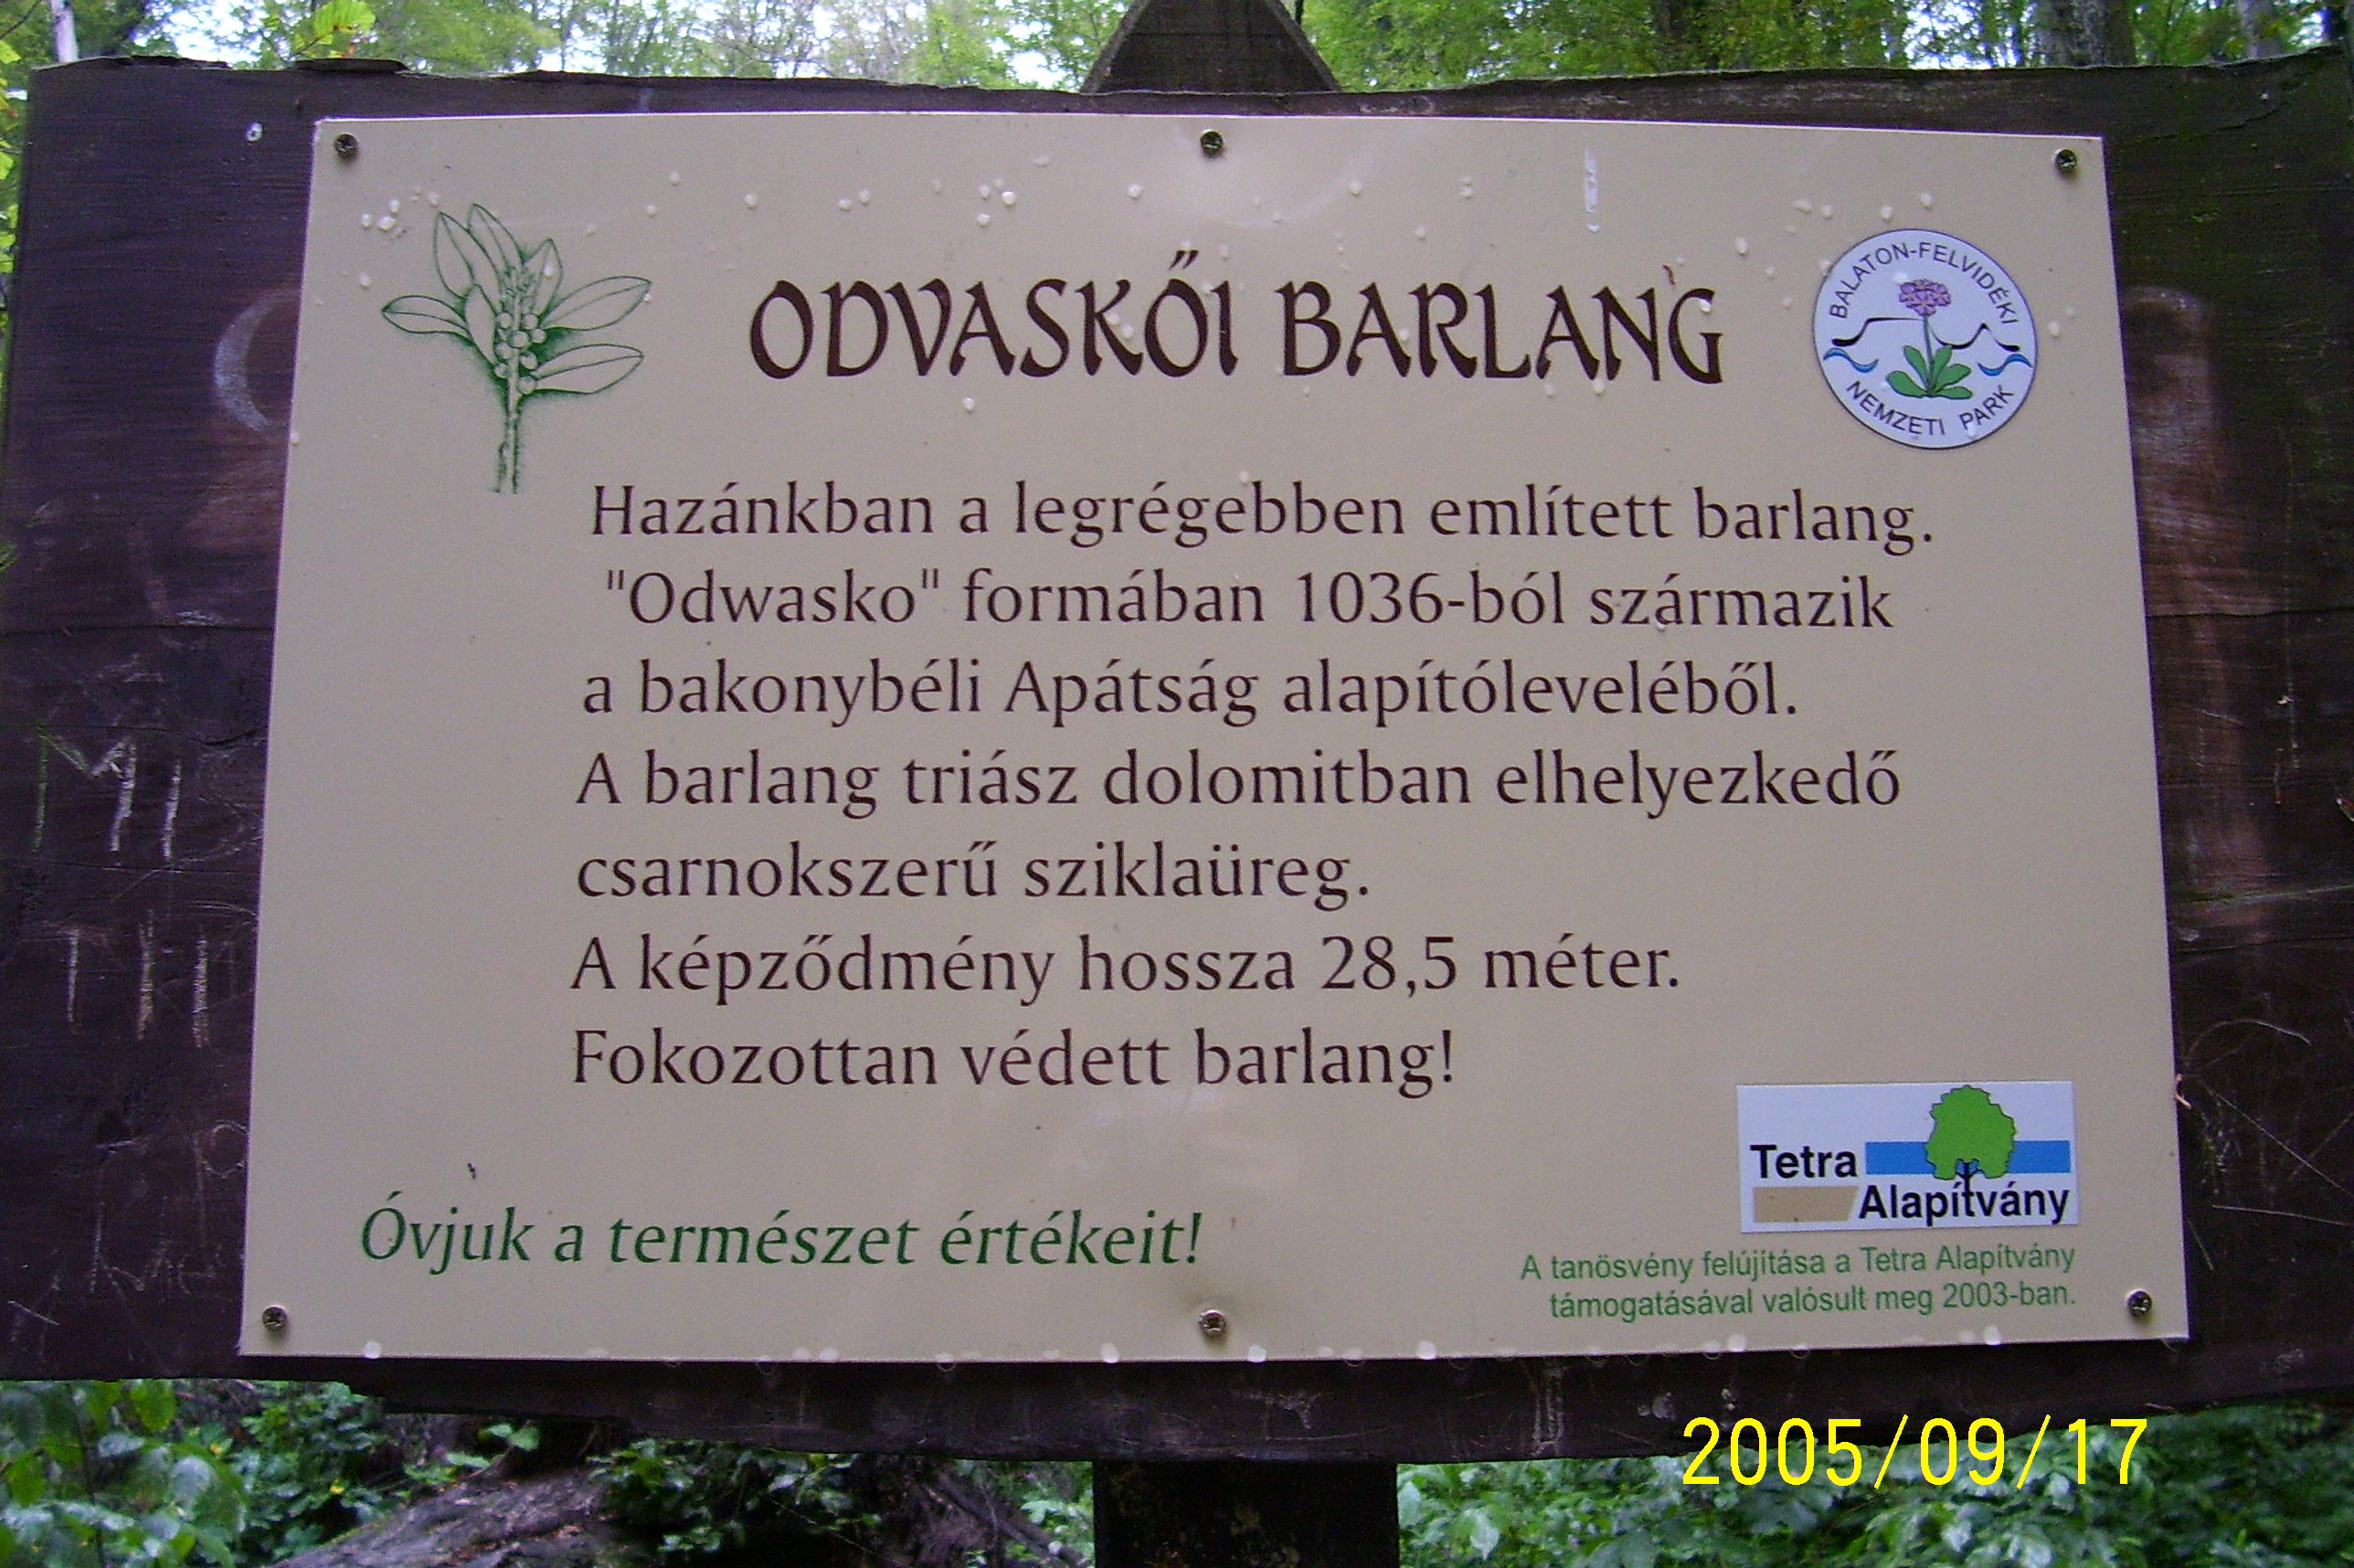 ODVASKŐI BARLANG
BALATON-FELVIDÉKI
NEMZETI PARK
Hazánkban a legrégebben említett barlang.
"Odwasko" formában 1036-ból származik
a bakonybéli Apátság alapítóleveléből.
A barlang triász dolomitban elhelyezkedő
csarnokszerű sziklaüreg.
A képződmény hossza 28,5 méter.
Fokozottan védett barlang!
Óvjuk a természet értékeit!
Tetra
Alapítvány
A tanösvény felújítása a Tetra Alapítvány
támogatásával valósult meg 2003-ban.
2005/09/17